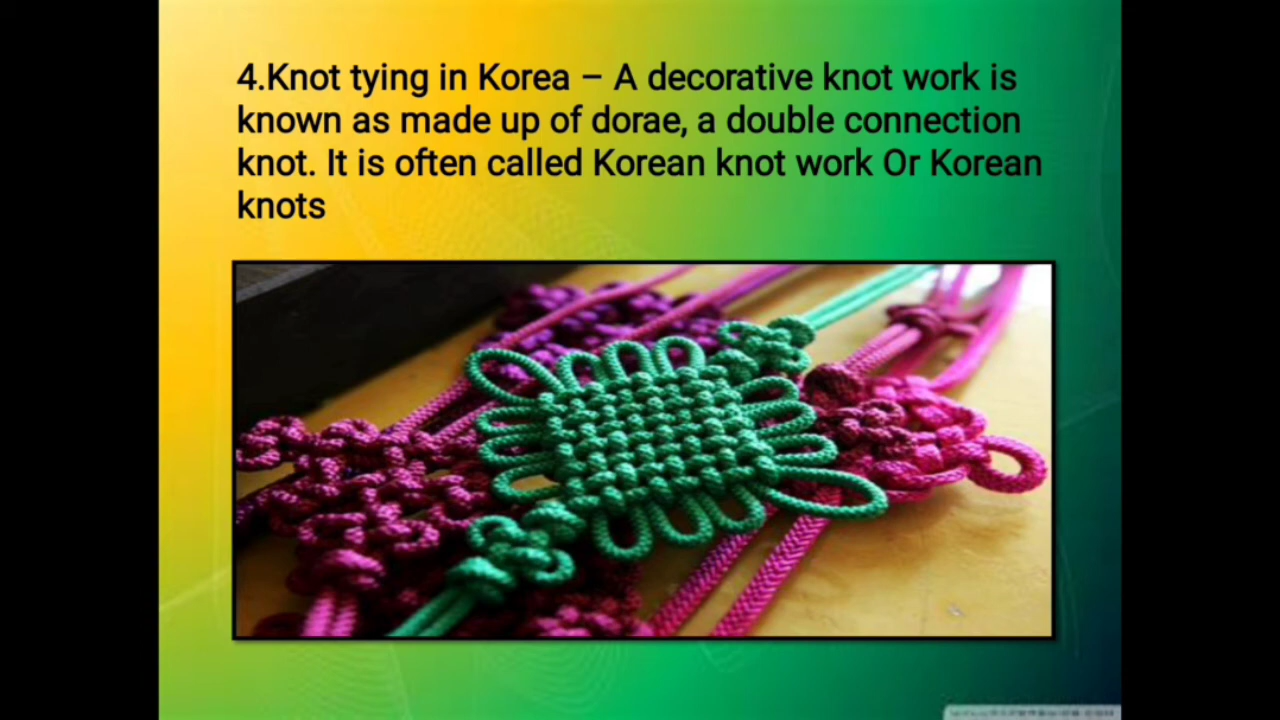 4.Knot tying in Korea – A decorative knot work is
known as made up of dorae, a double connection
knot. It is often called Korean knot work Or Korean
knots